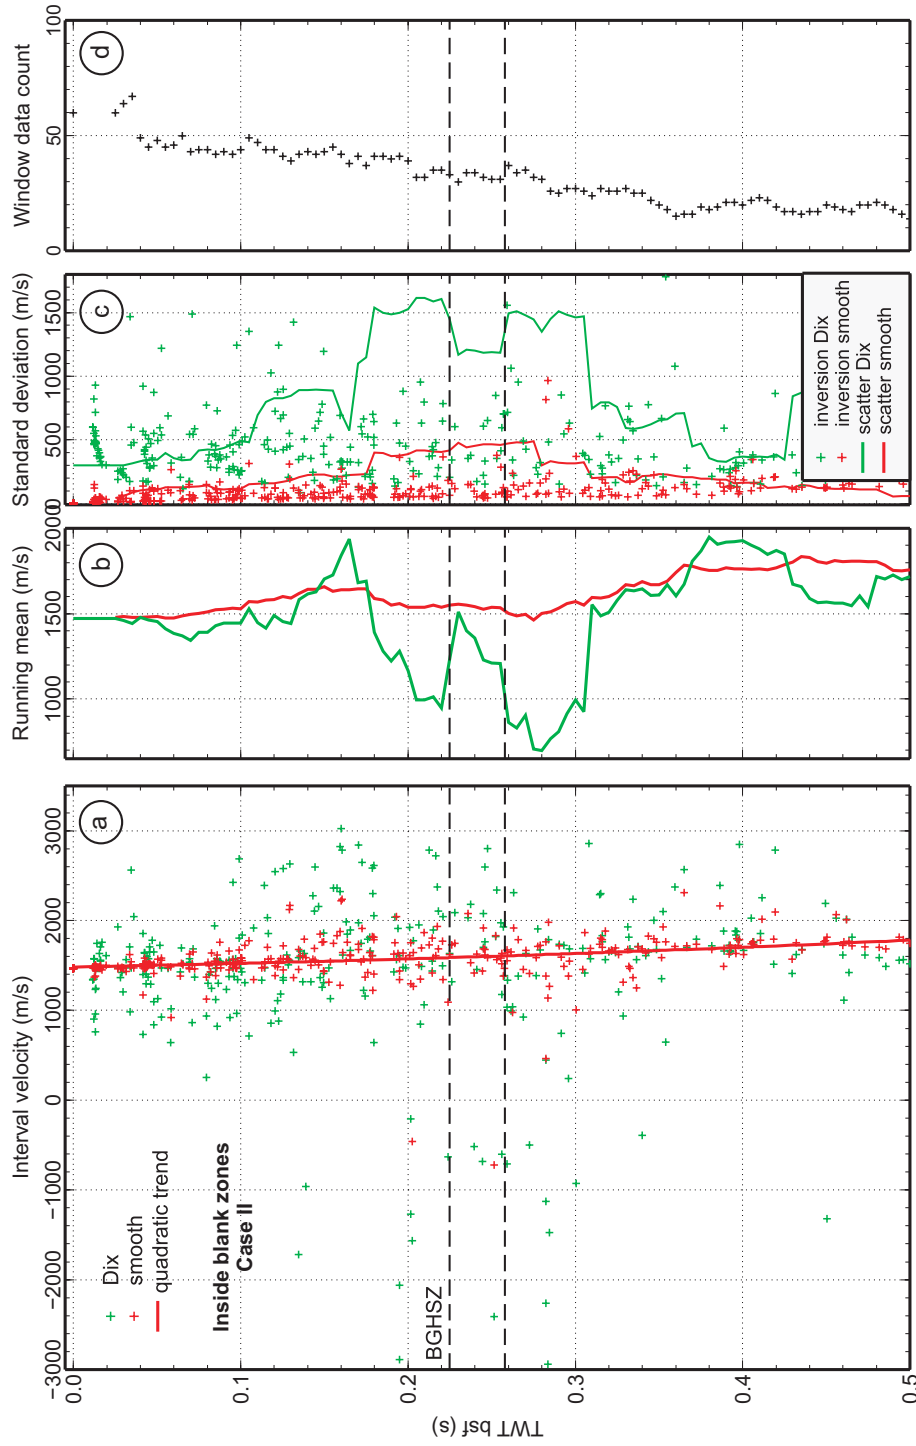 a
Interval velocity (m/s)
−3000
−2000
−1000
0
1000
2000
3000
TWT bsf (s)
0.0
0.1
0.2
0.3
0.4
0.5
Dix
smooth
quadratic trend
Inside blank zones
Case II
BGHSZ
b
Running mean (m/s)
1000
1500
2000
c
Standard deviation (m/s)
0
500
1000
1500
inversion Dix
inversion smooth
scatter Dix
scatter smooth
d
Window data count
0
50
100